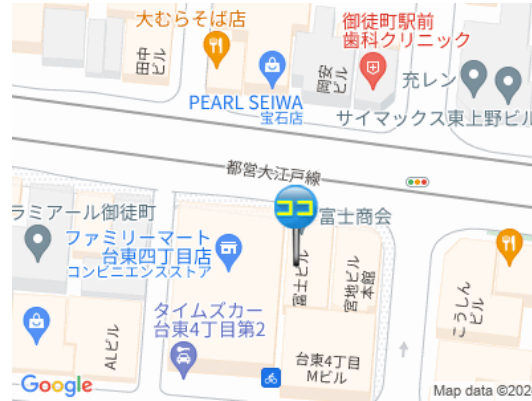 大むらそば店
田中
ビル
PEARL SEIWA
宝石店
岡安
ビル
御徒町駅前
歯科クリニック
充レン
サイマックス東上野ビル
都営大江戸線
ココ
富士商会
ラミアール御徒町
ファミリーマート
台東四丁目店
コンビニエンスストア
富士ビル
宮地ビル
本館
こうしん
ビル
ALビル
タイムズカー
台東4丁目第2
台東4丁目
Mビル
Google
Map data ©202